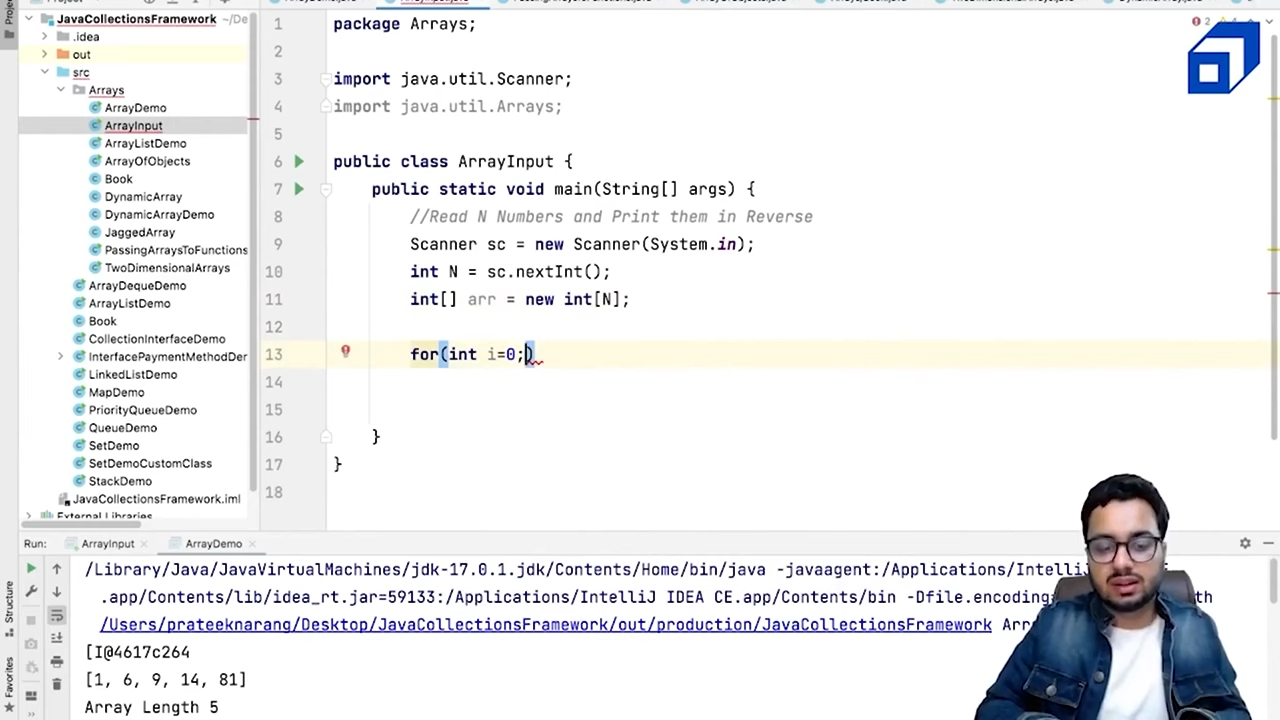 JavaCollectionsFramework ~/De
.idea
out
src
Arrays
ArrayDemo
ArrayInput
ArrayListDemo
ArrayOfObjects
Book
DynamicArray
DynamicArrayDemo
JaggedArray
PassingArraysToFunctions
TwoDimensionalArrays
ArrayDequeDemo
ArrayListDemo
Book
CollectionInterfaceDemo
InterfacePaymentMethodDer
LinkedListDemo
MapDemo
PriorityQueueDemo
QueueDemo
SetDemo
SetDemoCustomClass
StackDemo
JavaCollectionsFramework.iml
External Libraries
1 package Arrays;
2
3 import java.util.Scanner;
4 import java.util.Arrays;
5
6 public class ArrayInput {
7 public static void main(String[] args) {
8 //Read N Numbers and Print them in Reverse
9 Scanner sc = new Scanner(System.in);
10 int N = sc.nextInt();
11 int[] arr = new int[N];
12
13 for(int i=0;)
14
15
16 }
17 }
18
Run: ArrayInput ArrayDemo
/Library/Java/JavaVirtualMachines/jdk-17.0.1.jdk/Contents/Home/bin/java -javaagent:/Applications/IntelliJ
.app/Contents/lib/idea_rt.jar=59133:/Applications/IntelliJ IDEA CE.app/Contents/bin -Dfile.encoding=
/Users/prateeknarang/Desktop/JavaCollectionsFramework/out/production/JavaCollectionsFramework Arr
[I@4617c264
[1, 6, 9, 14, 81]
Array Length 5
Structure
Favorites